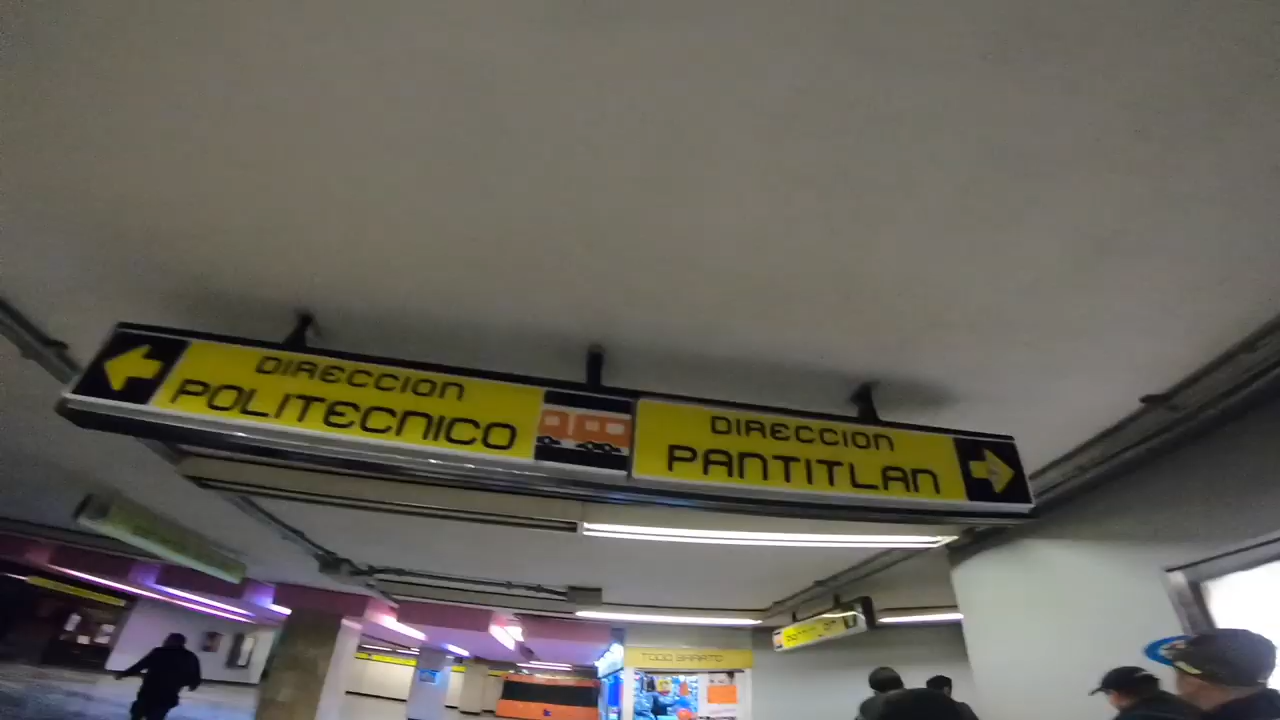 DIRECCION
POLITECNICO
DIRECCION
PANTITLAN
TODO BARATO